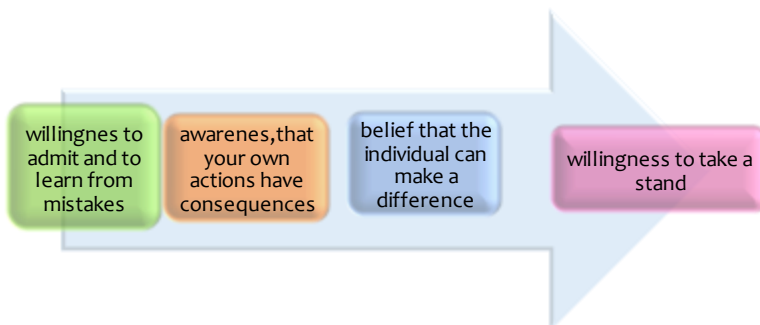 willingnes to
admit and to
learn from
mistakes
awarenes,that
your own
actions have
consequences
belief that the
individual can
make a
difference
willingness to take a
stand